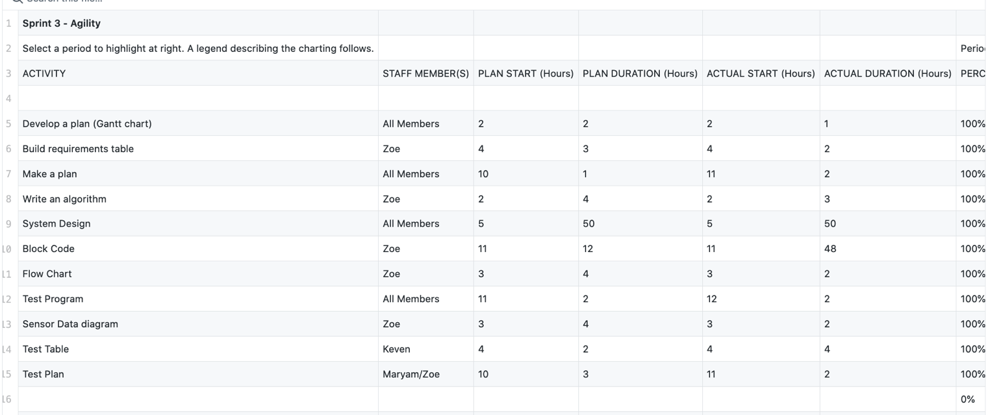 Search this file...
1 Sprint 3 - Agility
2 Select a period to highlight at right. A legend describing the charting follows. Perio
3 ACTIVITY STAFF MEMBER(S) PLAN START (Hours) PLAN DURATION (Hours) ACTUAL START (Hours) ACTUAL DURATION (Hours) PERC
4
5 Develop a plan (Gantt chart) All Members 2 2 2 1 100%
6 Build requirements table Zoe 4 3 4 2 100%
7 Make a plan All Members 10 1 11 2 100%
8 Write an algorithm Zoe 2 4 2 3 100%
9 System Design All Members 5 50 5 50 100%
10 Block Code Zoe 11 12 11 48 100%
11 Flow Chart Zoe 3 4 3 2 100%
12 Test Program All Members 11 2 12 2 100%
13 Sensor Data diagram Zoe 3 4 3 2 100%
14 Test Table Keven 4 2 4 4 100%
15 Test Plan Maryam/Zoe 10 3 11 2 100%
16 0%